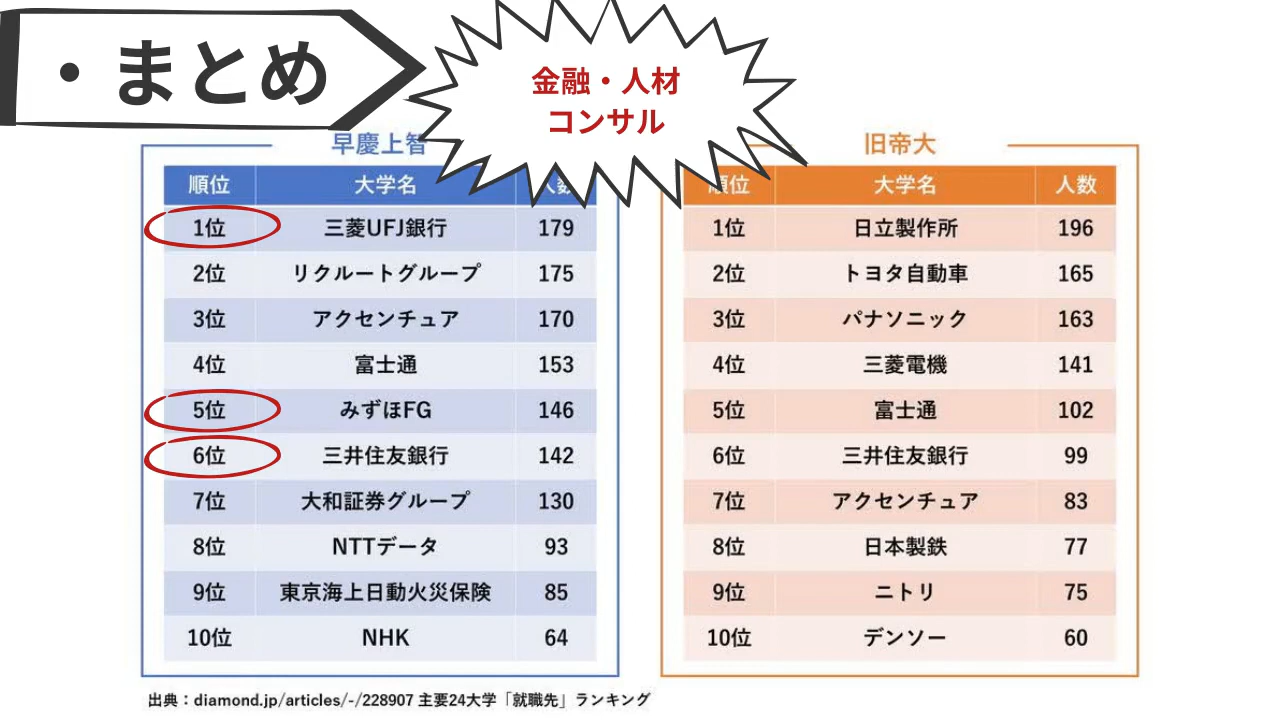 ・まとめ
金融・人材
コンサル
早慶上智
順位 大学名 人数
1位 三菱UFJ銀行 179
2位 リクルートグループ 175
3位 アクセンチュア 170
4位 富士通 153
5位 みずほFG 146
6位 三井住友銀行 142
7位 大和証券グループ 130
8位 NTTデータ 93
9位 東京海上日動火災保険 85
10位 NHK 64
旧帝大
順位 大学名 人数
1位 日立製作所 196
2位 トヨタ自動車 165
3位 パナソニック 163
4位 三菱電機 141
5位 富士通 102
6位 三井住友銀行 99
7位 アクセンチュア 83
8位 日本製鉄 77
9位 ニトリ 75
10位 デンソー 60
出典：diamond.jp/articles/-/228907 主要24大学「就職先」ランキング